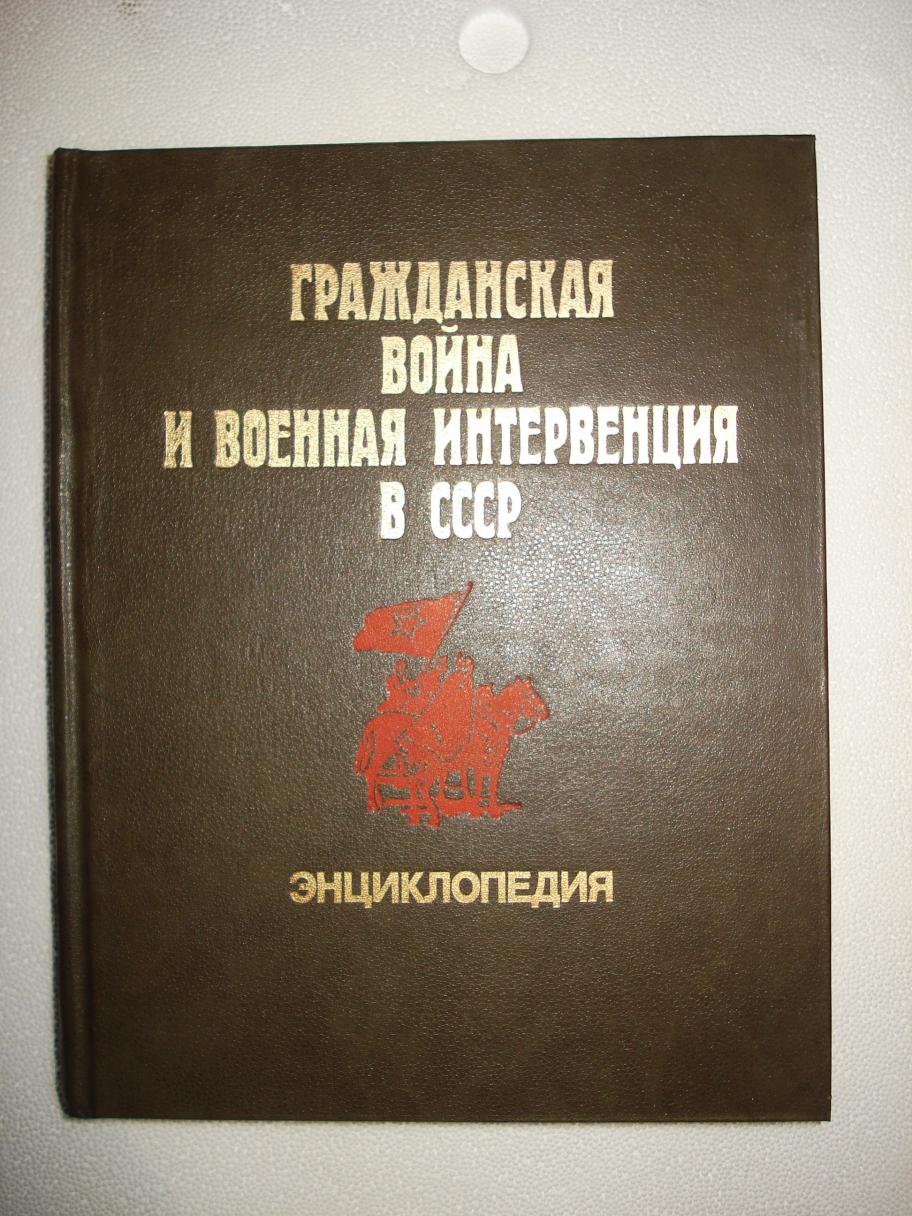 ГРАЖДАНСКАЯ
ВОЙНА
И ВОЕННАЯ ИНТЕРВЕНЦИЯ
В СССР
ЭНЦИКЛОПЕДИЯ